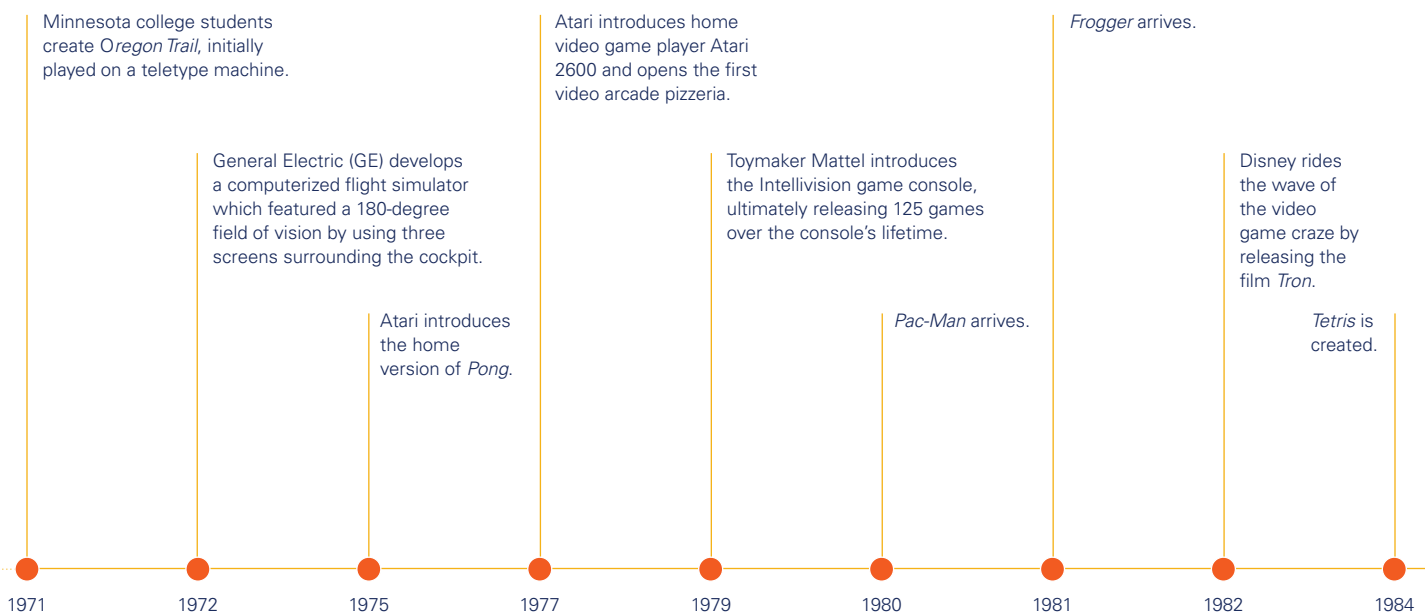 Minnesota college students
create Oregon Trail, initially
played on a teletype machine.
General Electric (GE) develops
a computerized flight simulator
which featured a 180-degree
field of vision by using three
screens surrounding the cockpit.
Atari introduces
the home
version of Pong.
Atari introduces home
video game player Atari
2600 and opens the first
video arcade pizzeria.
Toymaker Mattel introduces
the Intellivision game console,
ultimately releasing 125 games
over the console’s lifetime.
Pac-Man arrives.
Frogger arrives.
Disney rides
the wave of
the video
game craze by
releasing the
film Tron.
Tetris is
created.
1971
1972
1975
1977
1979
1980
1981
1982
1984